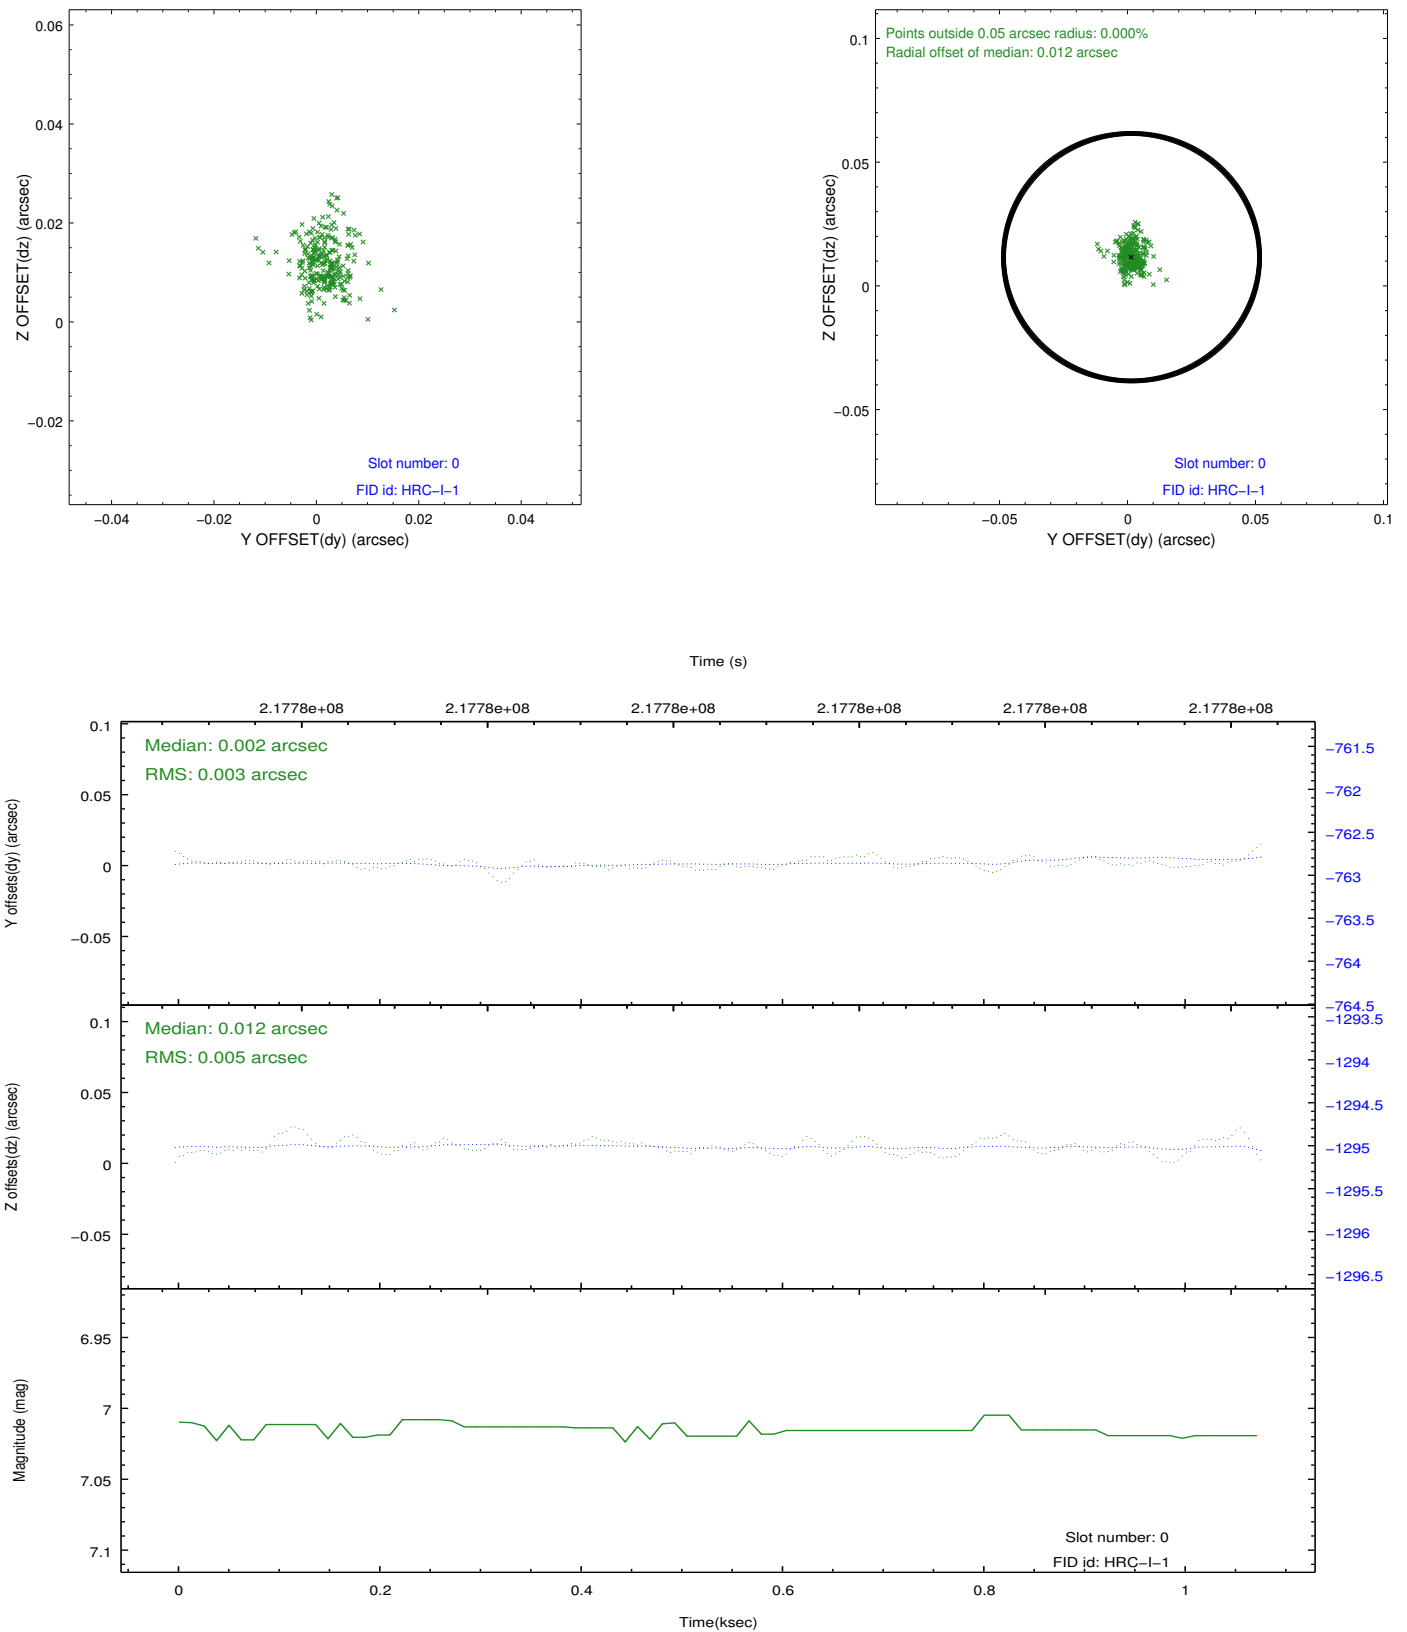 0.06
0.04
0.02
0
−0.02
Z OFFSET(dz) (arcsec)
Slot number: 0
FID id: HRC−I−1
−0.04 −0.02 0 0.02 0.04
Y OFFSET(dy) (arcsec)
Points outside 0.05 arcsec radius: 0.000%
Radial offset of median: 0.012 arcsec
0.1
0.05
0
−0.05
Z OFFSET(dz) (arcsec)
Slot number: 0
FID id: HRC−I−1
−0.05 0 0.05 0.1
Y OFFSET(dy) (arcsec)
Time (s)
2.1778e+08 2.1778e+08 2.1778e+08 2.1778e+08 2.1778e+08 2.1778e+08
Median: 0.002 arcsec
RMS: 0.003 arcsec
0.1
0.05
0
−0.05
Y offsets(dy) (arcsec)
−761.5
−762
−762.5
−763
−763.5
−764
−764.5
Median: 0.012 arcsec
RMS: 0.005 arcsec
0.1
0.05
0
−0.05
Z offsets(dz) (arcsec)
−1293.5
−1294
−1294.5
−1295
−1295.5
−1296
−1296.5
6.95
7
7.05
7.1
Magnitude (mag)
Slot number: 0
FID id: HRC−I−1
0 0.2 0.4 0.6 0.8 1
Time(ksec)